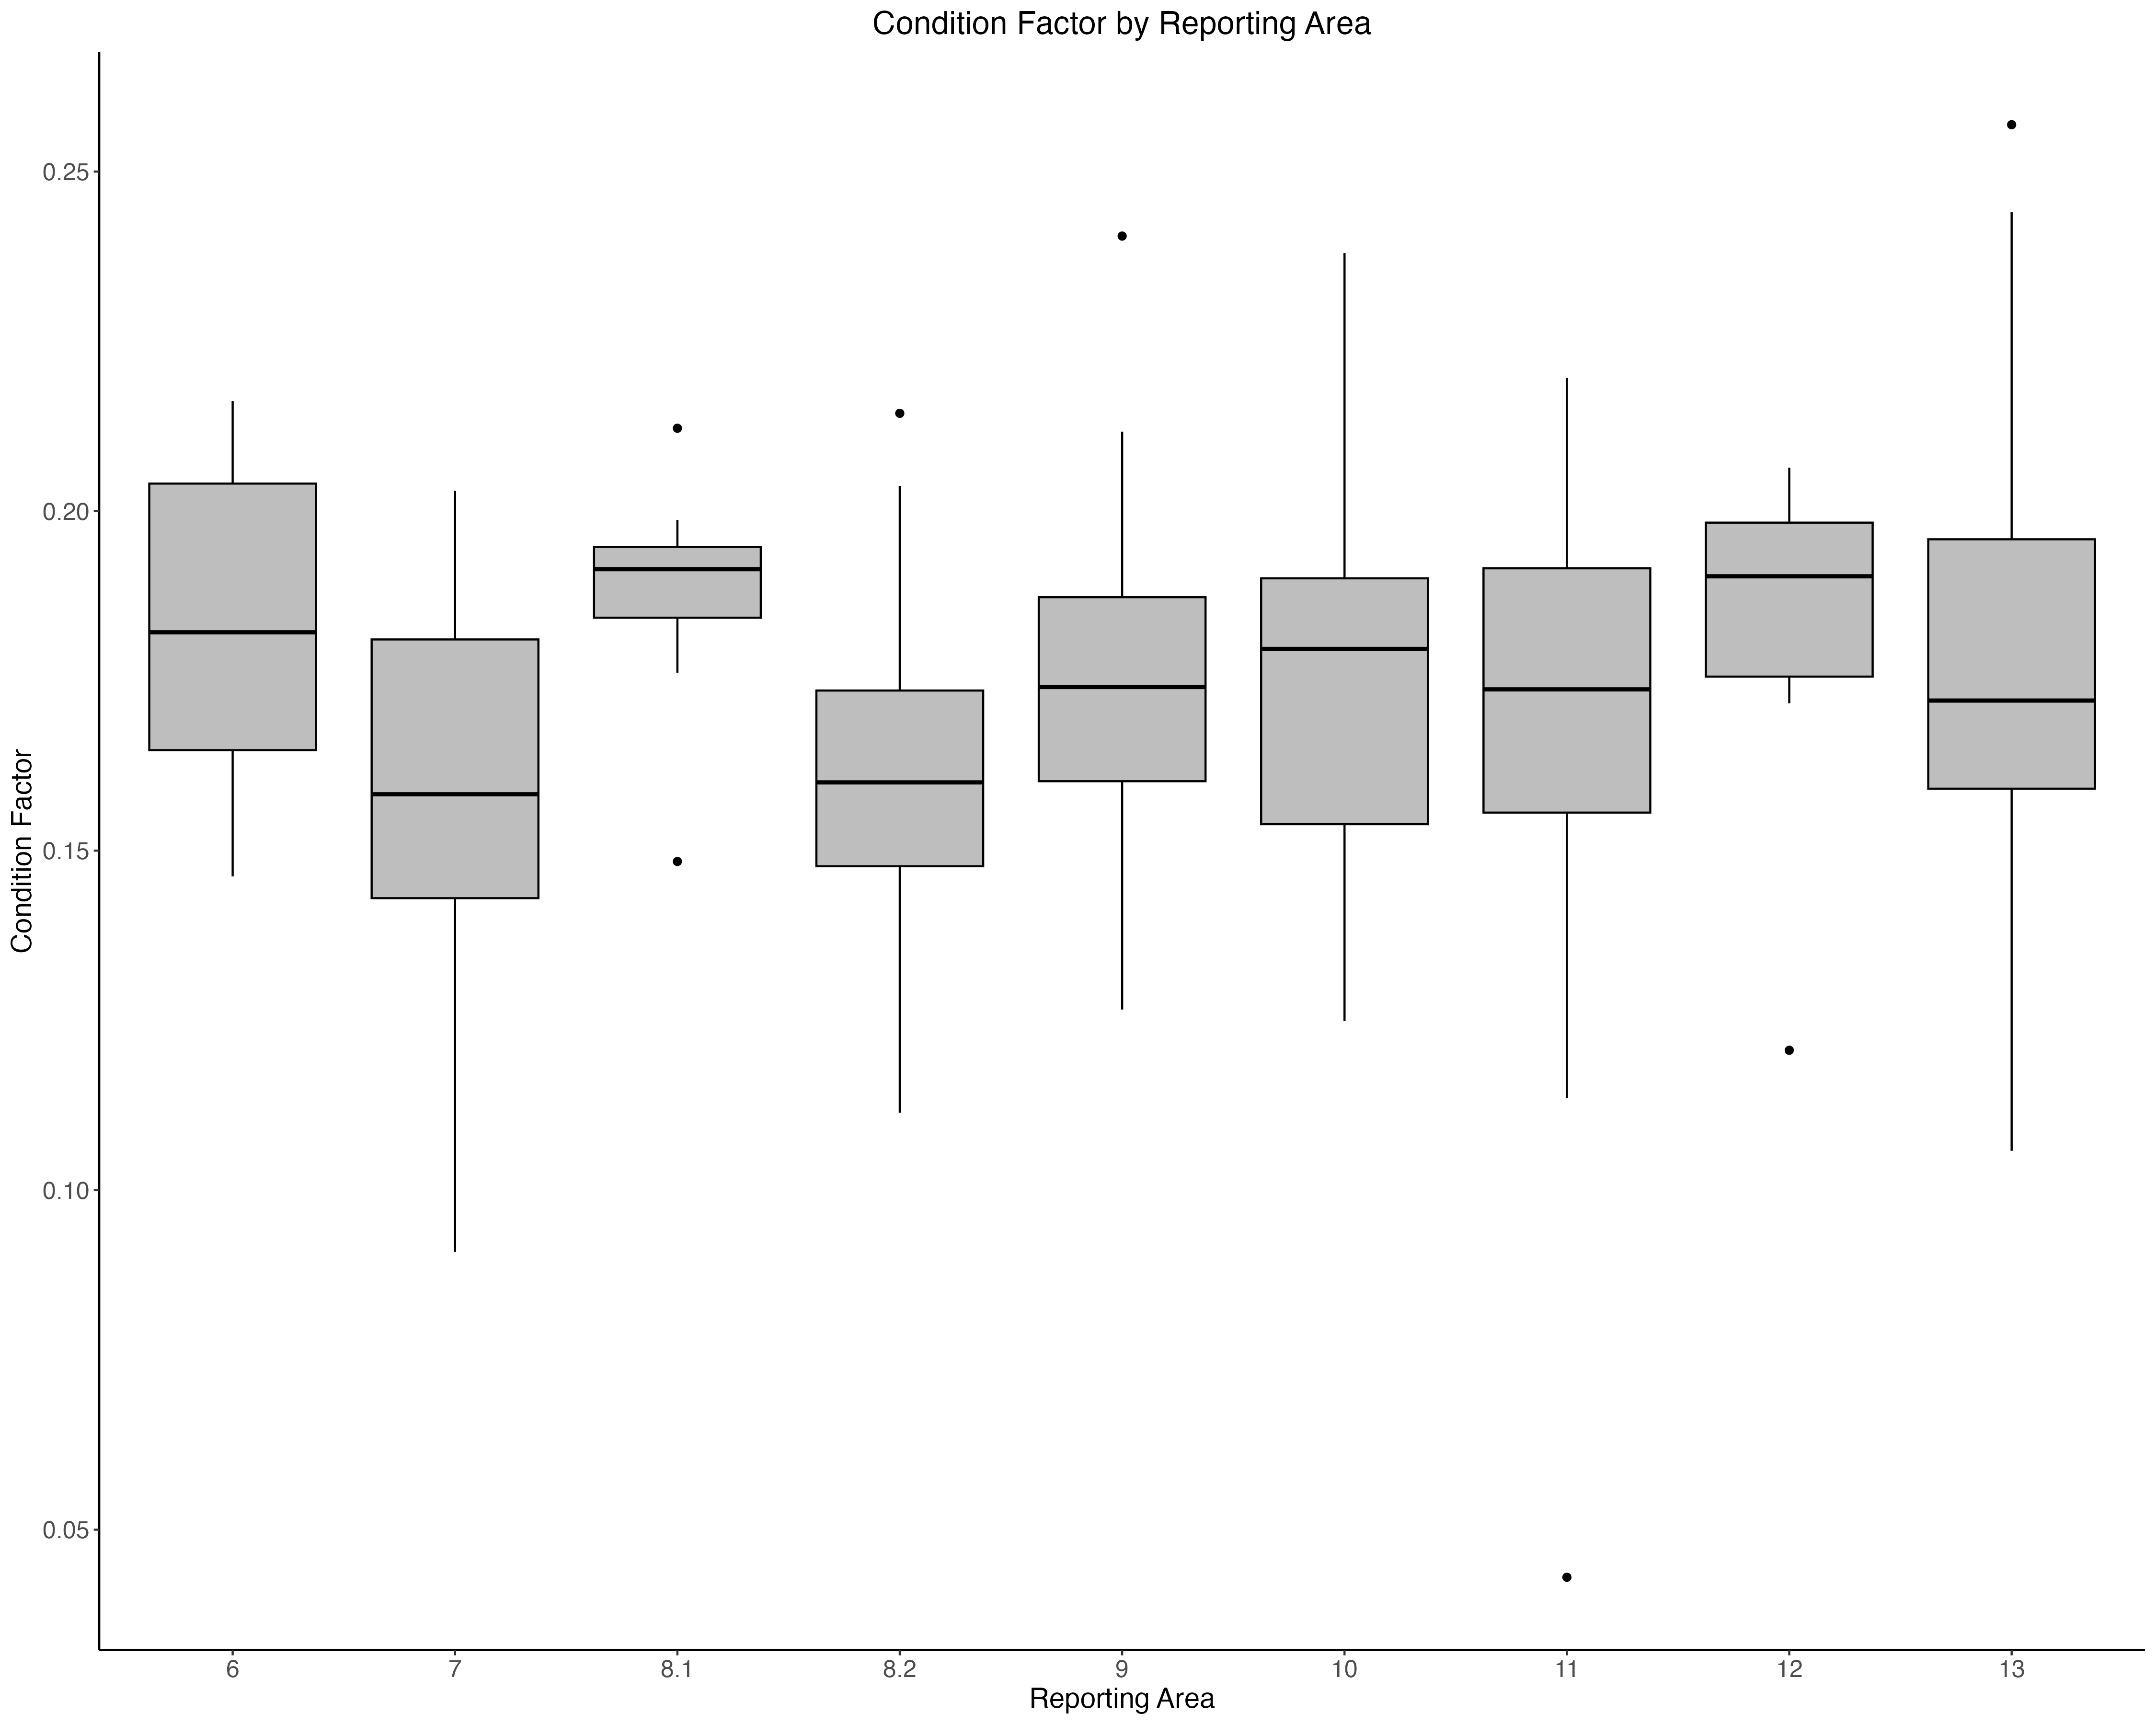 Condition Factor by Reporting Area
Condition Factor
0.25
0.20
0.15
0.10
0.05
6 7 8.1 8.2 9 10 11 12 13
Reporting Area